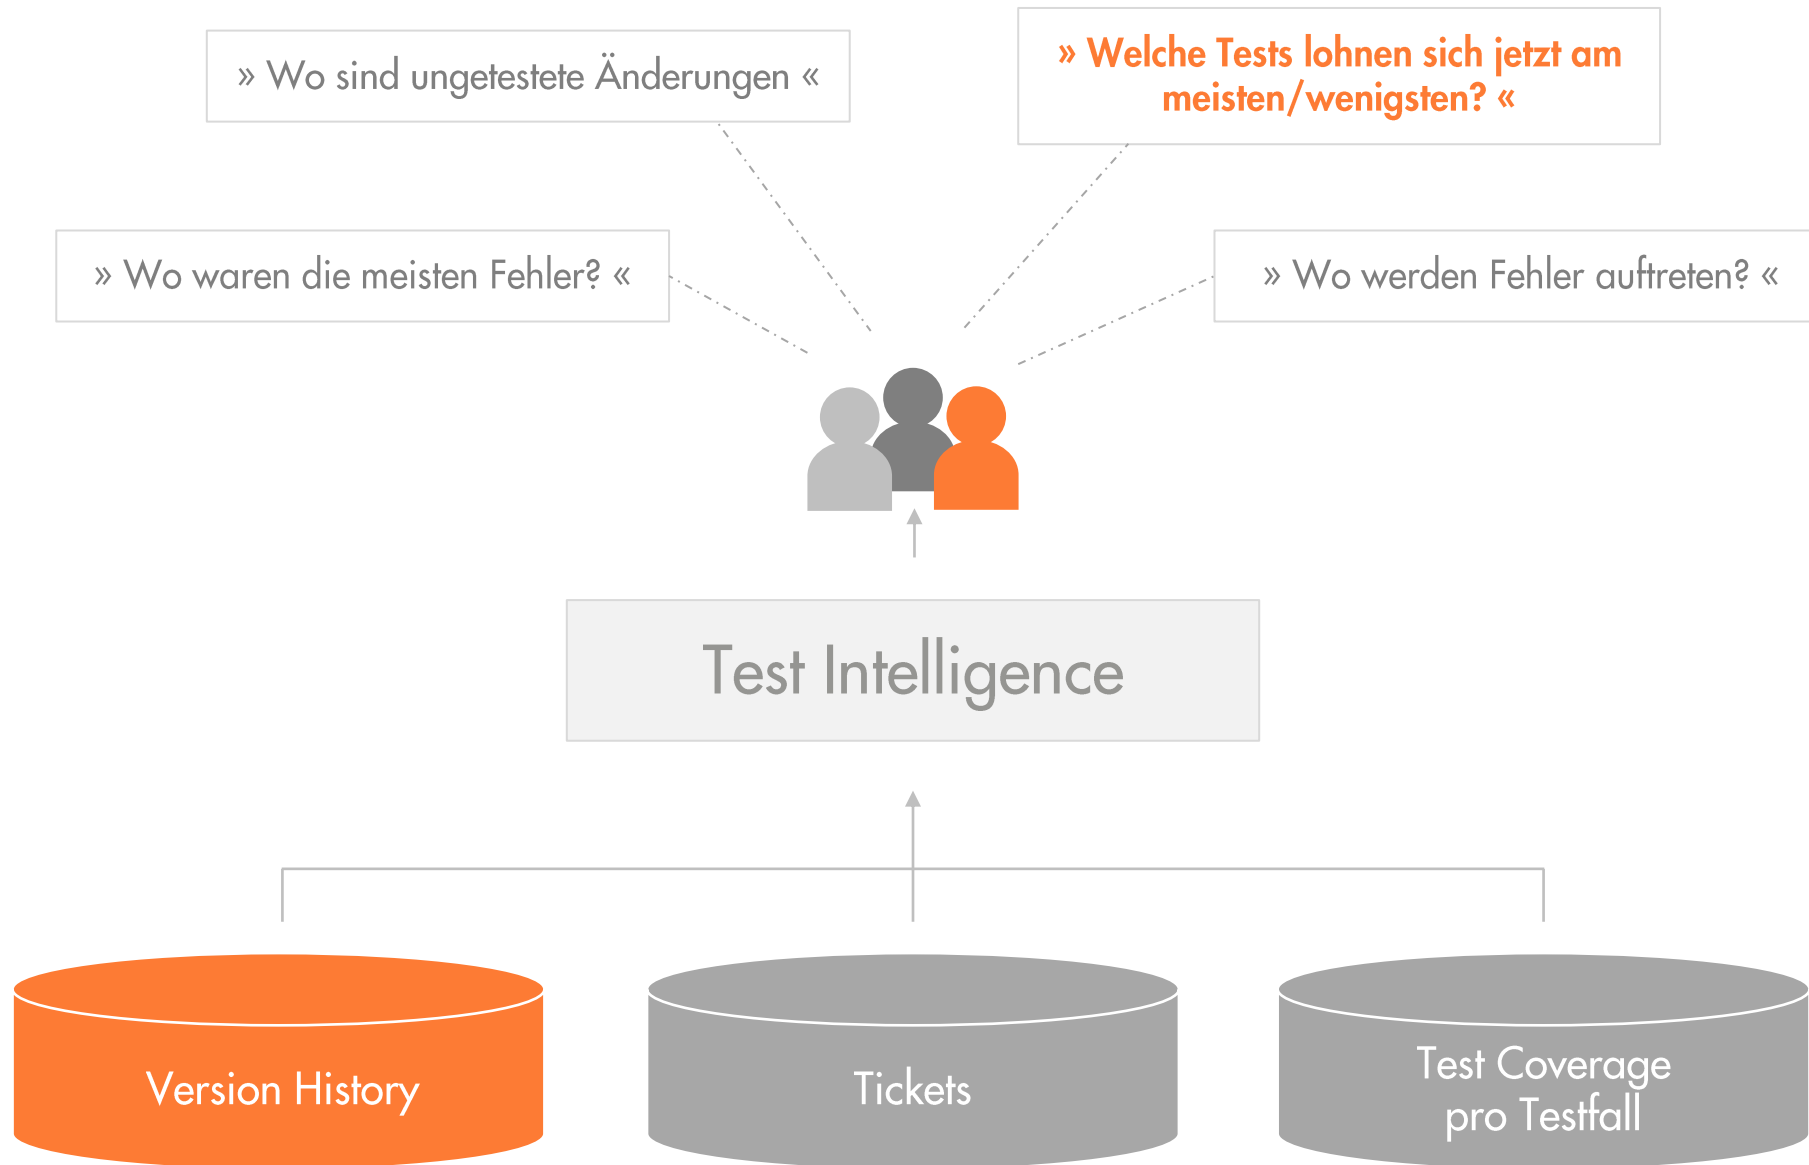 » Wo sind ungetestete Änderungen «
» Welche Tests lohnen sich jetzt am
meisten/wenigsten? «
» Wo waren die meisten Fehler? «
» Wo werden Fehler auftreten? «
Test Intelligence
Version History
Tickets
Test Coverage
pro Testfall